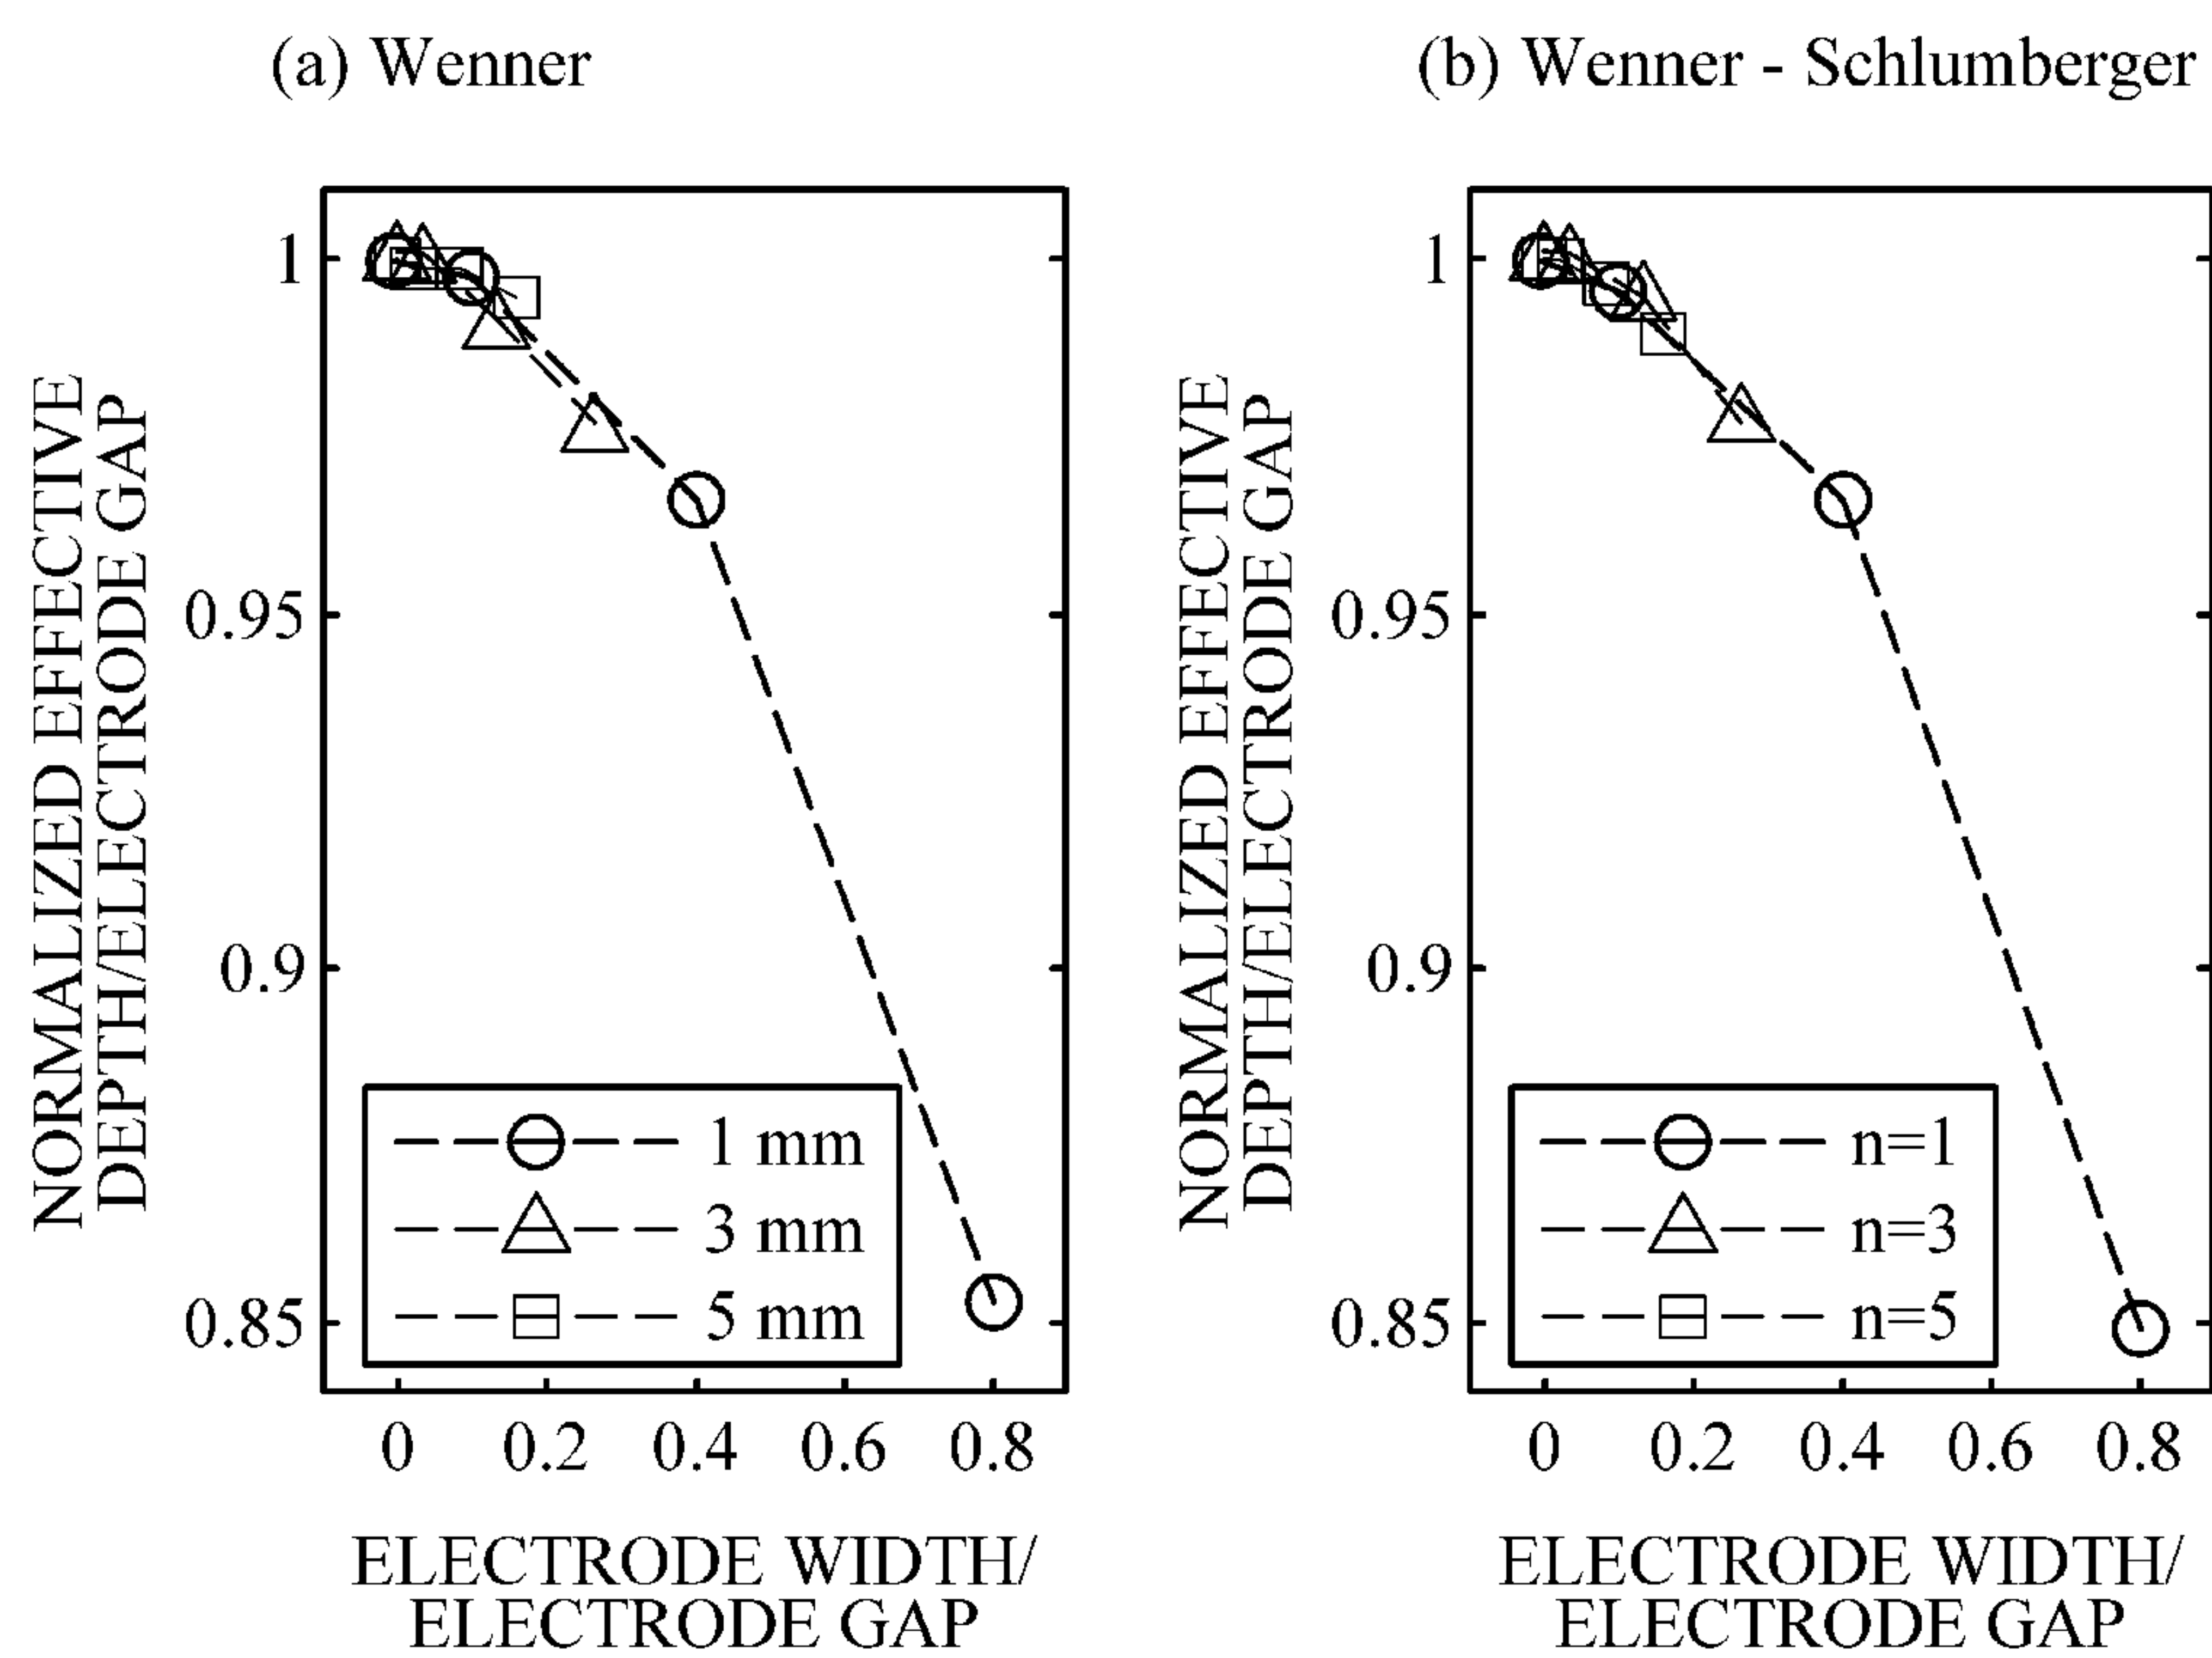 (a) Wenner
NORMALIZED EFFECTIVE
DEPTH/ELECTRODE GAP
1
0.95
0.9
0.85
1 mm
3 mm
5 mm
0 0.2 0.4 0.6 0.8
ELECTRODE WIDTH/
ELECTRODE GAP
(b) Wenner - Schlumberger
NORMALIZED EFFECTIVE
DEPTH/ELECTRODE GAP
1
0.95
0.9
0.85
n=1
n=3
n=5
0 0.2 0.4 0.6 0.8
ELECTRODE WIDTH/
ELECTRODE GAP